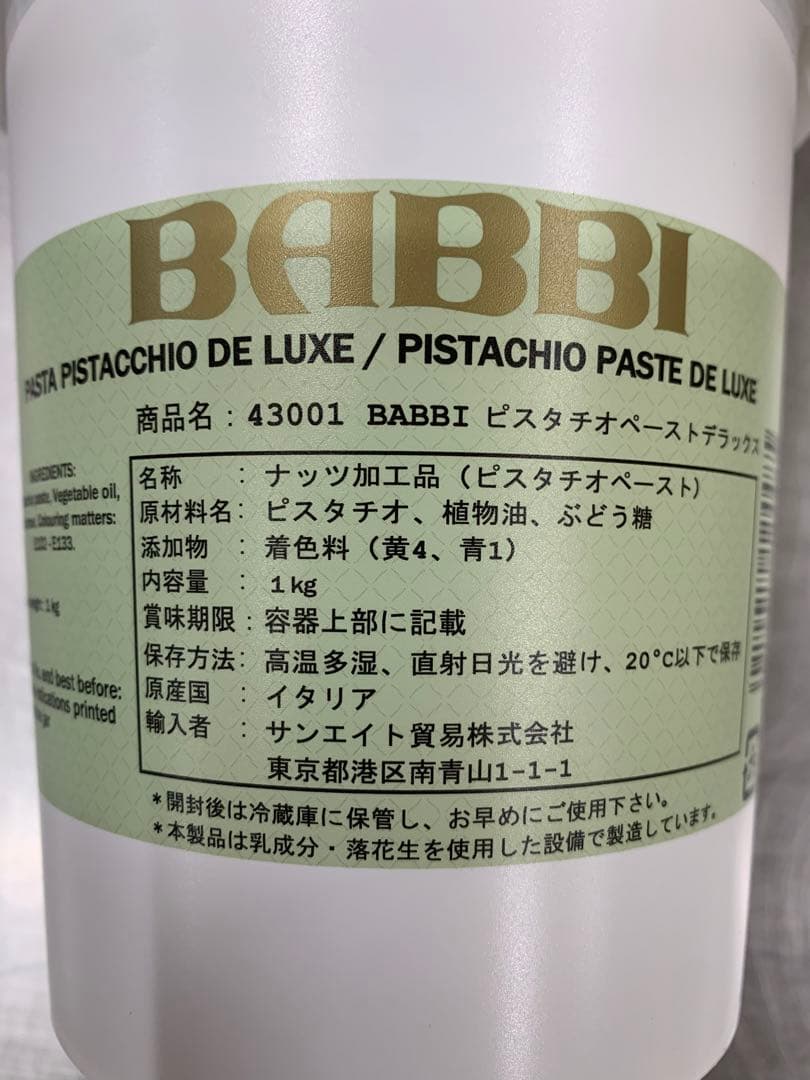 BABBI
PASTA PISTACCHIO DE LUXE / PISTACHIO PASTE DE LUXE
商品名：43001 BABBI ピスタチオペーストデラックス
名称　：ナッツ加工品（ピスタチオペースト）
原材料名：ピスタチオ、植物油、ぶどう糖
添加物　：着色料（黄4、青1）
内容量　：1kg
賞味期限：容器上部に記載
保存方法：高温多湿、直射日光を避け、20°C以下で保存
原産国　：イタリア
輸入者　：サンエイト貿易株式会社
東京都港区南青山1-1-1
*開封後は冷蔵庫に保管し、お早めにご使用下さい。
*本製品は乳成分・落花生を使用した設備で製造しています。
INGREDIENTS:
Vegetable oil,
Colouring matters:
-E133.
1 kg
and best before:
printed